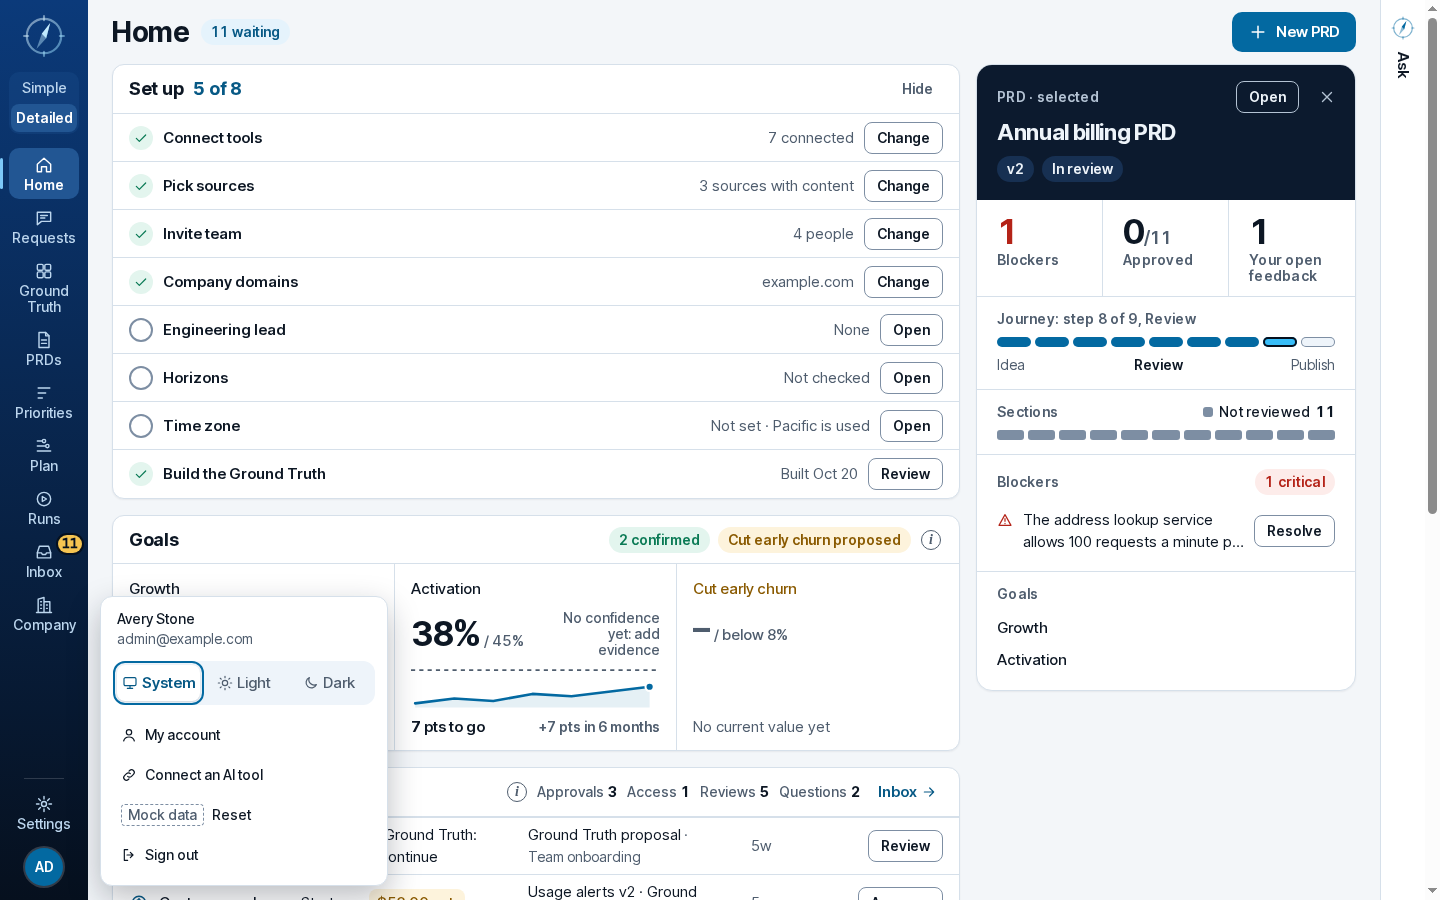 Simple
Detailed
Home
Requests
Ground
Truth
PRDs
Priorities
Plan
Runs
11
Inbox
Company
Settings
AD
Home
11 waiting
New PRD
Set up 5 of 8
Hide
Connect tools
7 connected
Change
Pick sources
3 sources with content
Change
Invite team
4 people
Change
Company domains
example.com
Change
Engineering lead
None
Open
Horizons
Not checked
Open
Time zone
Not set · Pacific is used
Open
Build the Ground Truth
Built Oct 20
Review
Goals
2 confirmed
Cut early churn proposed
i
Growth
Activation
38% / 45%
No confidence
yet: add
evidence
7 pts to go
+7 pts in 6 months
Cut early churn
— / below 8%
No current value yet
Avery Stone
admin@example.com
System
Light
Dark
My account
Connect an AI tool
Mock data
Reset
Sign out
i
Approvals 3
Access 1
Reviews 5
Questions 2
Inbox
Ground Truth:
Ground Truth proposal ·
Team onboarding
5w
Review
Usage alerts v2 · Ground
PRD · selected
Open
Annual billing PRD
v2
In review
1
Blockers
0/11
Approved
1
Your open
feedback
Journey: step 8 of 9, Review
Idea
Review
Publish
Sections
Not reviewed 11
Blockers
1 critical
The address lookup service
allows 100 requests a minute p...
Resolve
Goals
Growth
Activation
Ask